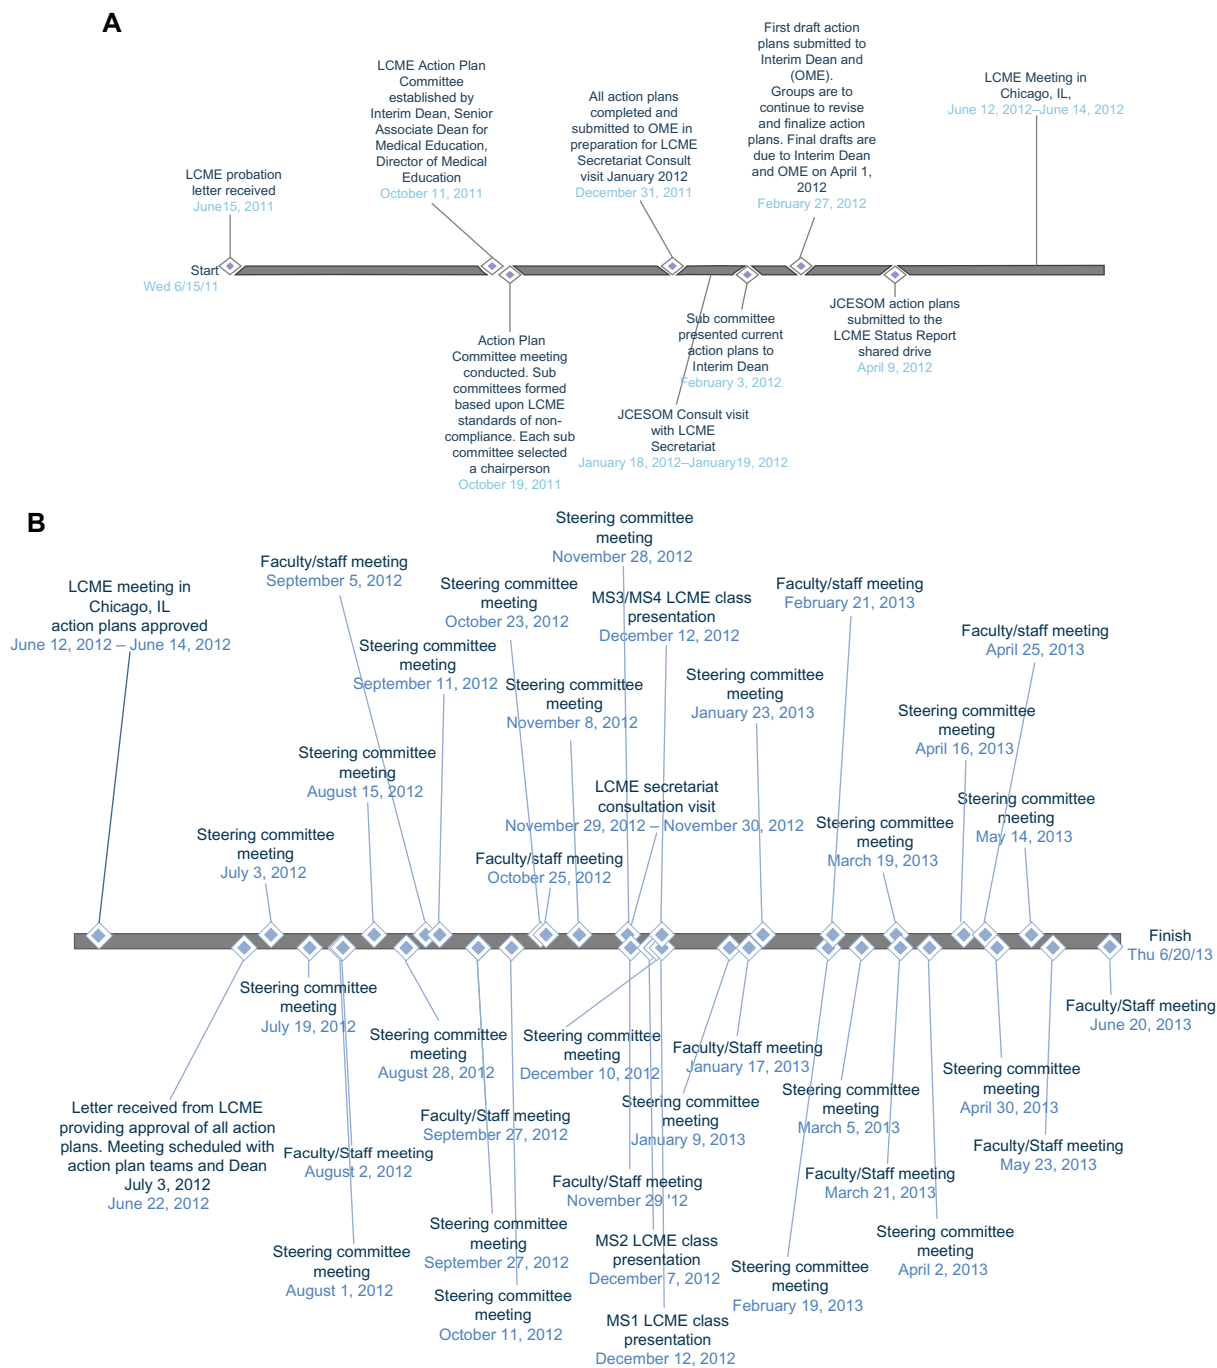 A
LCME probation
letter received
June15, 2011
LCME Action Plan
Committee
established by
Interim Dean, Senior
Associate Dean for
Medical Education,
Director of Medical
Education
October 11, 2011
All action plans
completed and
submitted to OME in
preparation for LCME
Secretariat Consult
visit January 2012
December 31, 2011
First draft action
plans submitted to
Interim Dean and
(OME).
Groups are to
continue to revise
and finalize action
plans. Final drafts are
due to Interim Dean
and OME on April 1,
2012
February 27, 2012
LCME Meeting in
Chicago, IL,
June 12, 2012–June 14, 2012
Start
Wed 6/15/11
Action Plan
Committee meeting
conducted. Sub
committees formed
based upon LCME
standards of non-
compliance. Each sub
committee selected
a chairperson
October 19, 2011
Sub committee
presented current
action plans to
Interim Dean
February 3, 2012
JCESOM Consult visit
with LCME
Secretariat
January 18, 2012–January19, 2012
JCESOM action plans
submitted to the
LCME Status Report
shared drive
April 9, 2012
B
LCME meeting in
Chicago, IL
action plans approved
June 12, 2012 – June 14, 2012
Steering committee
meeting
July 3, 2012
Steering committee
meeting
August 15, 2012
Faculty/staff meeting
September 5, 2012
Steering committee
meeting
September 11, 2012
Steering committee
meeting
October 23, 2012
Faculty/staff meeting
October 25, 2012
Steering committee
meeting
November 8, 2012
Steering committee
meeting
November 28, 2012
LCME secretariat
consultation visit
November 29, 2012 – November 30, 2012
MS3/MS4 LCME class
presentation
December 12, 2012
Steering committee
meeting
January 23, 2013
Faculty/staff meeting
February 21, 2013
Steering committee
meeting
March 19, 2013
Steering committee
meeting
April 16, 2013
Faculty/staff meeting
April 25, 2013
Steering committee
meeting
May 14, 2013
Finish
Thu 6/20/13
Letter received from LCME
providing approval of all action
plans. Meeting scheduled with
action plan teams and Dean
July 3, 2012
June 22, 2012
Steering committee
meeting
July 19, 2012
Faculty/Staff meeting
August 2, 2012
Steering committee
meeting
August 1, 2012
Steering committee
meeting
August 28, 2012
Faculty/Staff meeting
September 27, 2012
Steering committee
meeting
September 27, 2012
Steering committee
meeting
October 11, 2012
Steering committee
meeting
December 10, 2012
Faculty/Staff meeting
November 29 '12
MS2 LCME class
presentation
December 7, 2012
MS1 LCME class
presentation
December 12, 2012
Steering committee
meeting
January 9, 2013
Faculty/Staff meeting
January 17, 2013
Steering committee
meeting
February 19, 2013
Steering committee
meeting
March 5, 2013
Faculty/Staff meeting
March 21, 2013
Steering committee
meeting
April 2, 2013
Steering committee
meeting
April 30, 2013
Faculty/Staff meeting
May 23, 2013
Faculty/Staff meeting
June 20, 2013